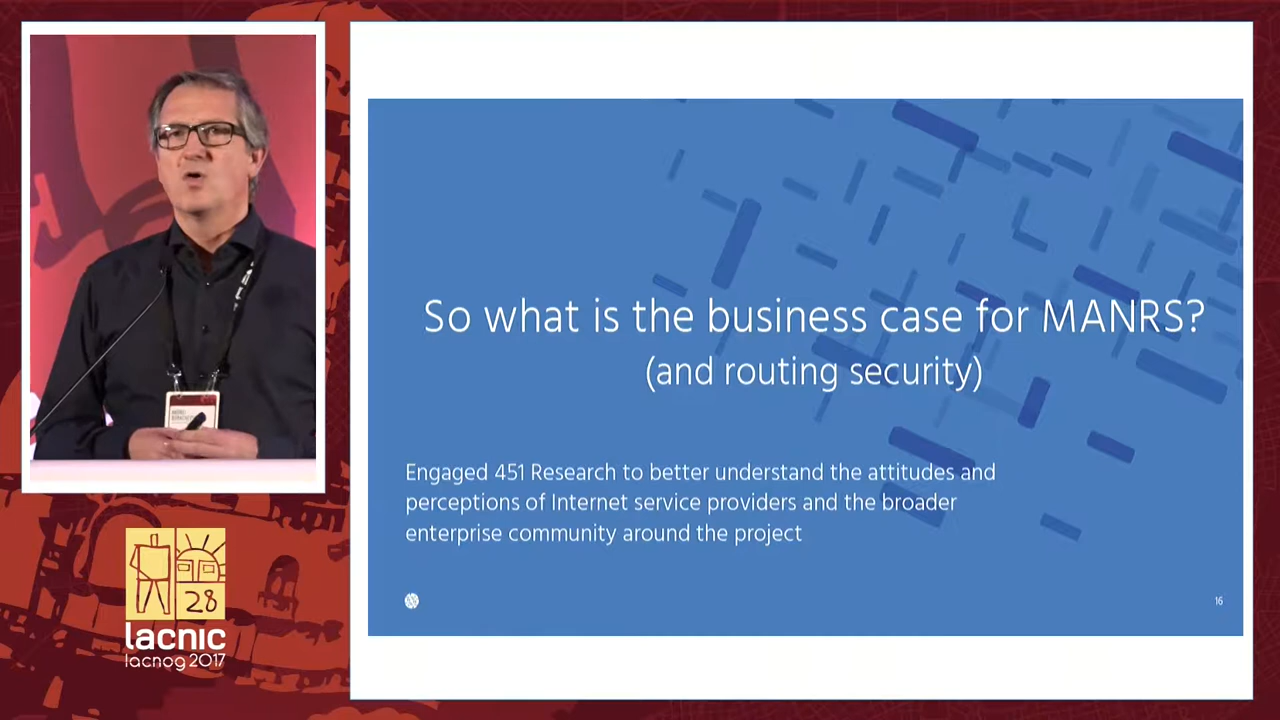 So what is the business case for MANRS?
(and routing security)
Engaged 451 Research to better understand the attitudes and
perceptions of Internet service providers and the broader
enterprise community around the project
16
28
lacnic
lacnog 2017